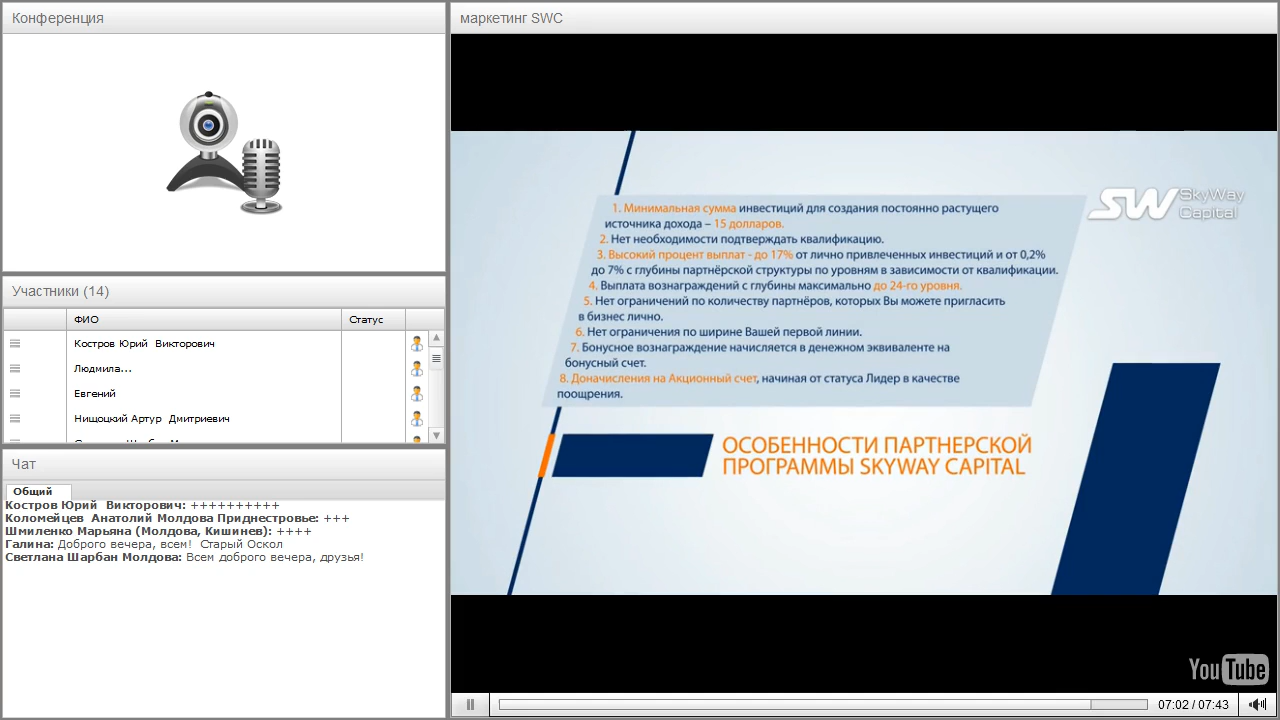 Конференция
Участники (14)
ФИО
Статус
Костров Юрий  Викторович
Людмила...
Евгений
Нищоцкий Артур  Дмитриевич
Чат
Общий
Костров Юрий  Викторович: ++++++++++
Коломейцев  Анатолий Молдова Приднестровье: +++
Шмиленко Марьяна (Молдова, Кишинев): ++++
Галина: Доброго вечера, всем!  Старый Оскол
Светлана Шарбан Молдова: Всем доброго вечера, друзья!
маркетинг SWC
SW SkyWay
Capital
1. Минимальная сумма инвестиций для создания постоянно растущего
источника дохода – 15 долларов.
2. Нет необходимости подтверждать квалификацию.
3. Высокий процент выплат - до 17% от лично привлеченных инвестиций и от 0,2%
до 7% с глубины партнёрской структуры по уровням в зависимости от квалификации.
4. Выплата вознаграждений с глубины максимально до 24-го уровня.
5. Нет ограничений по количеству партнёров, которых Вы можете пригласить
в бизнес лично.
6. Нет ограничения по ширине Вашей первой линии.
7. Бонусное вознаграждение начисляется в денежном эквиваленте на
бонусный счет.
8. Доначисления на Акционный счет, начиная от статуса Лидер в качестве
поощрения.
ОСОБЕННОСТИ ПАРТНЕРСКОЙ
ПРОГРАММЫ SKYWAY CAPITAL
YouTube
07:02 / 07:43